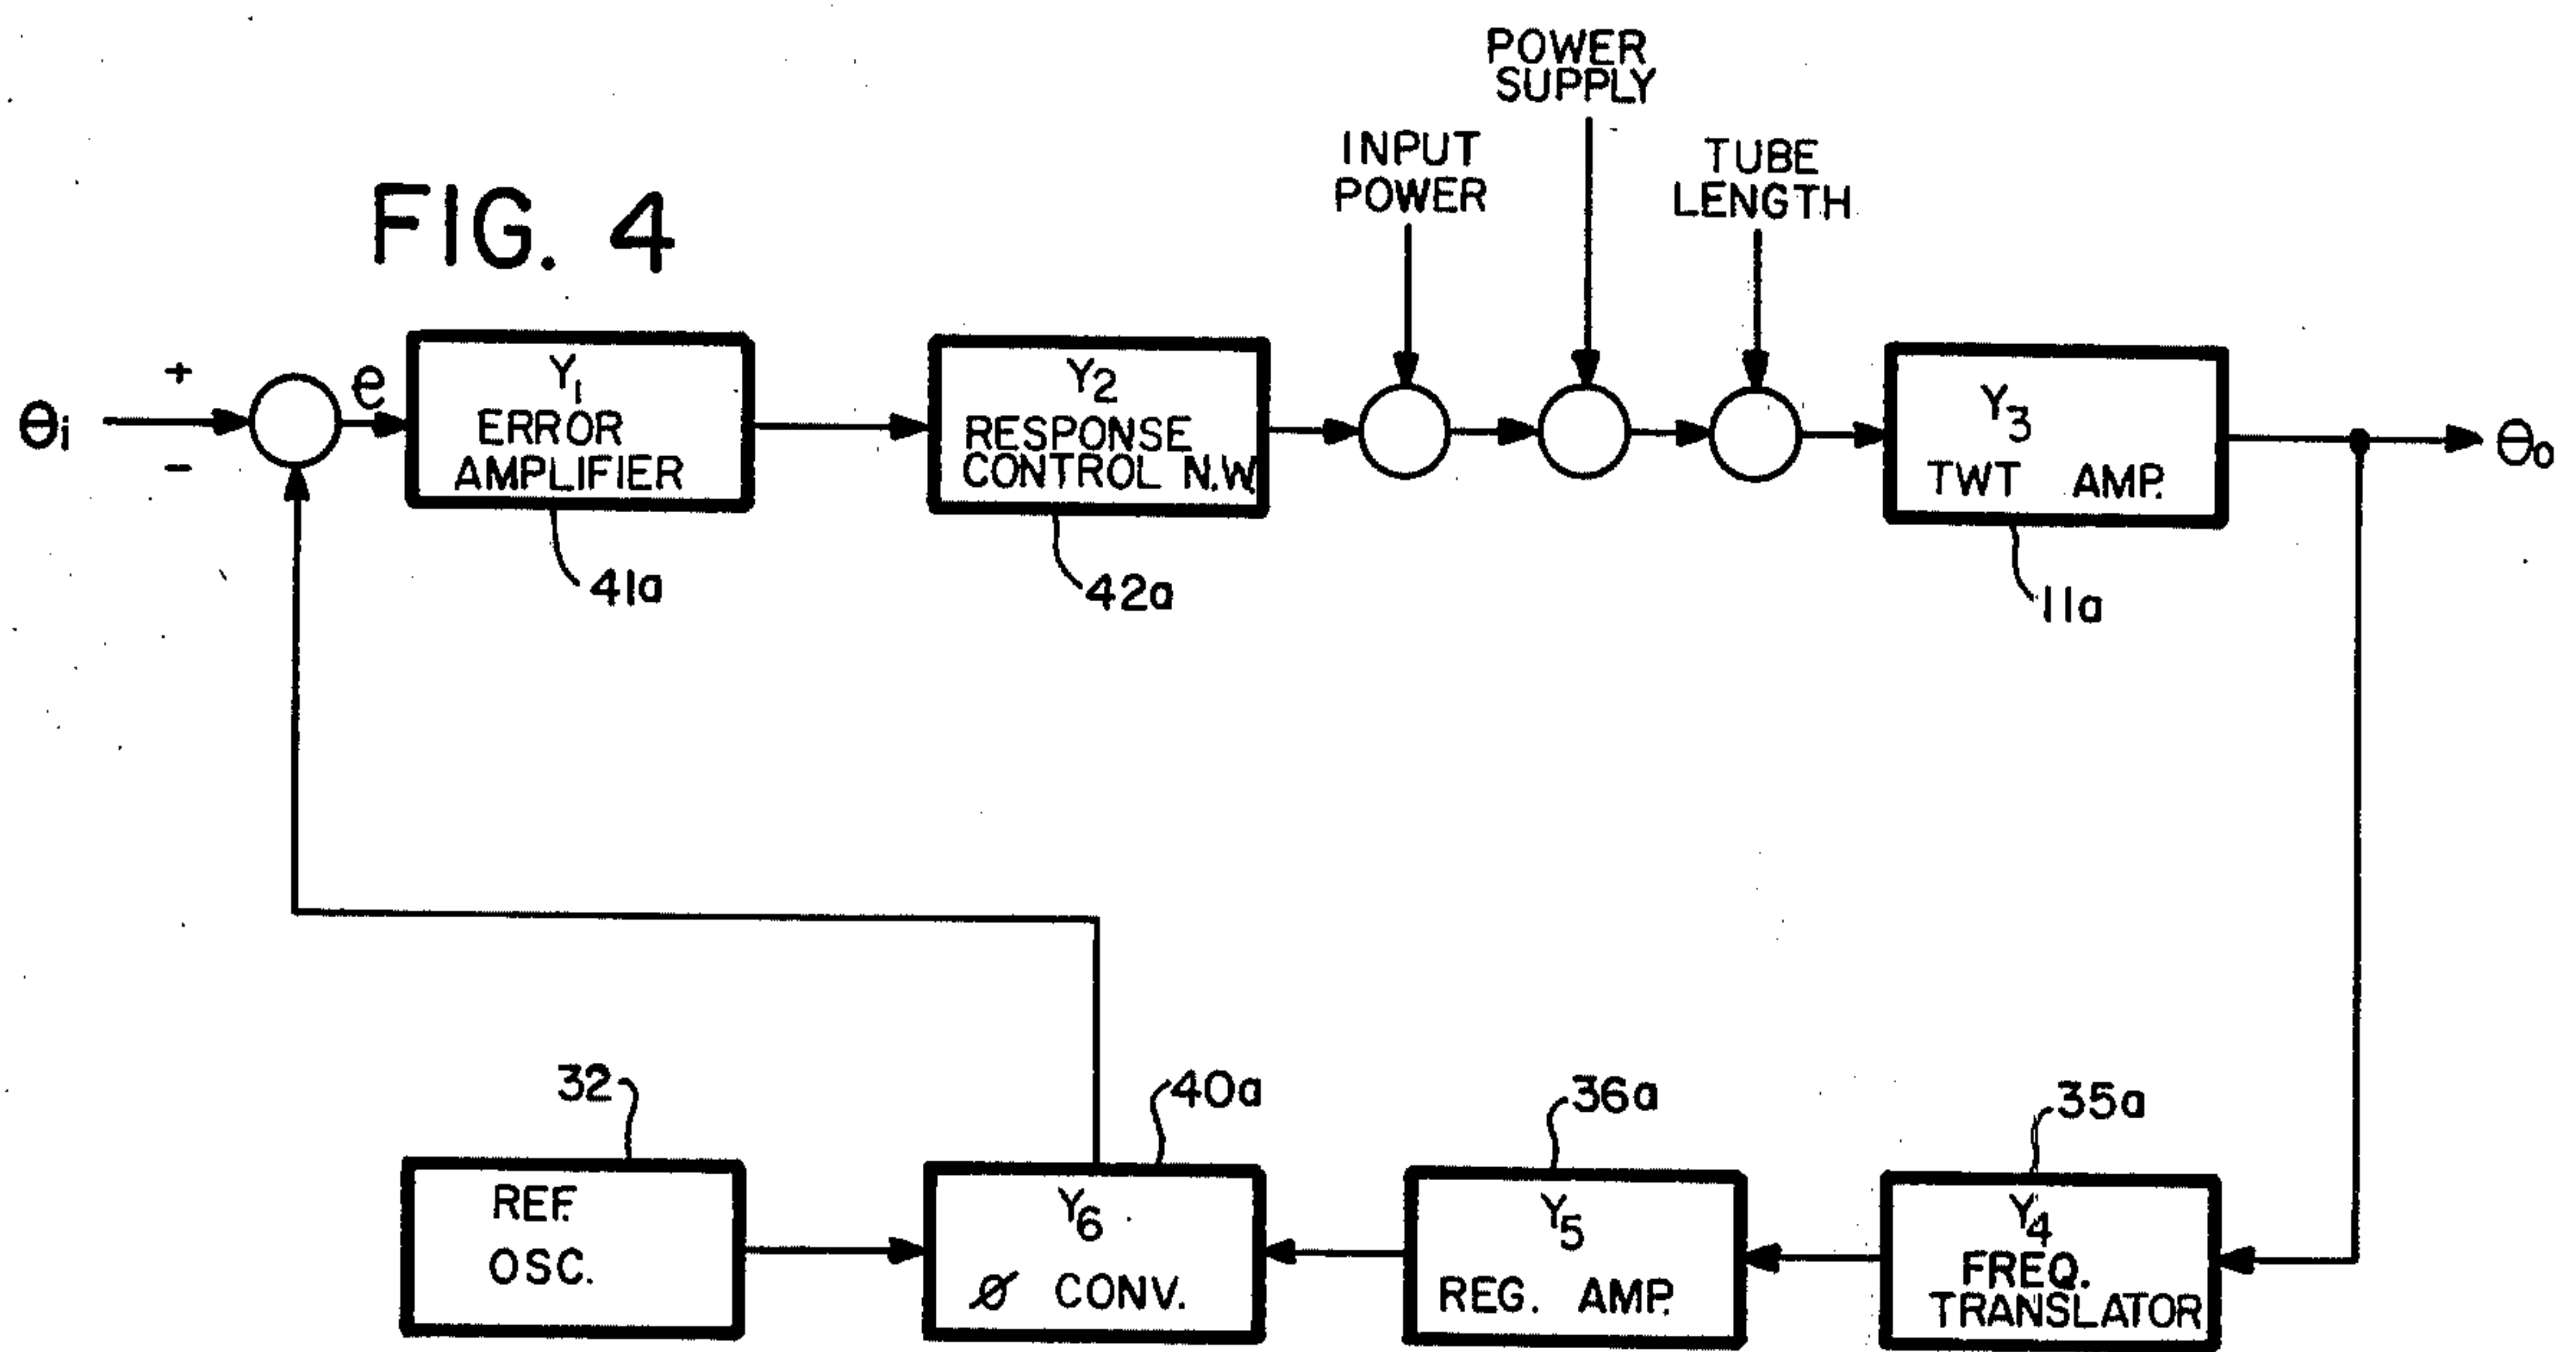 FIG. 4
POWER
SUPPLY
INPUT
POWER
TUBE
LENGTH
θi
+
−
e
Y1
ERROR
AMPLIFIER
41a
Y2
RESPONSE
CONTROL N.W.
42a
Y3
TWT AMP.
11a
θo
32
REF.
OSC.
40a
Y6
ø CONV.
36a
Y5
REG. AMP.
35a
Y4
FREQ.
TRANSLATOR